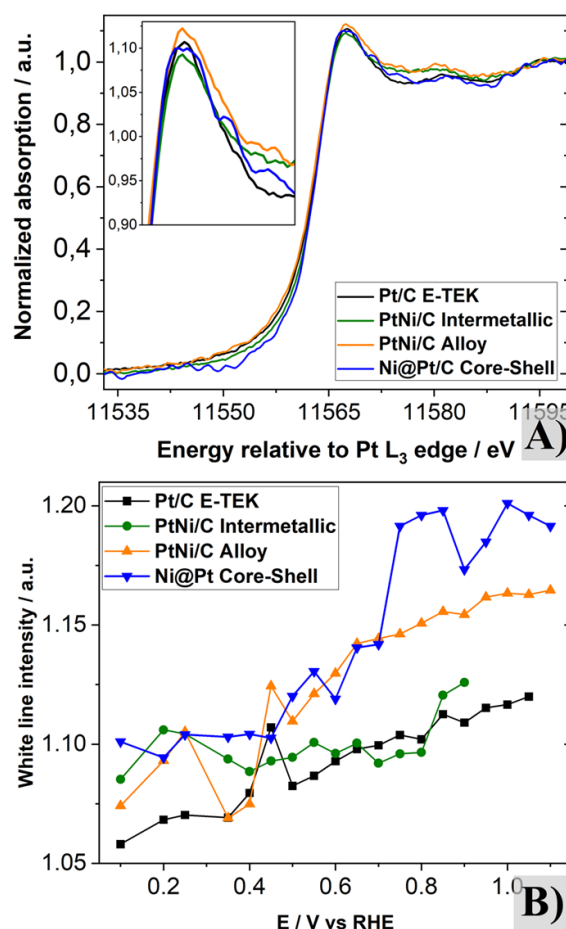 A)
Normalized absorption / a.u.
1,0
0,8
0,6
0,4
0,2
0,0
1,10
1,05
1,00
0,95
0,90
Pt/C E-TEK
PtNi/C Intermetallic
PtNi/C Alloy
Ni@Pt/C Core-Shell
11535 11550 11565 11580
Energy relative to Pt L₃ edge / eV
B)
White line intensity / a.u.
1.20
1.15
1.10
1.05
Pt/C E-TEK
PtNi/C Intermetallic
PtNi/C Alloy
Ni@Pt Core-Shell
0.2 0.4 0.6 0.8 1.0
E / V vs RHE